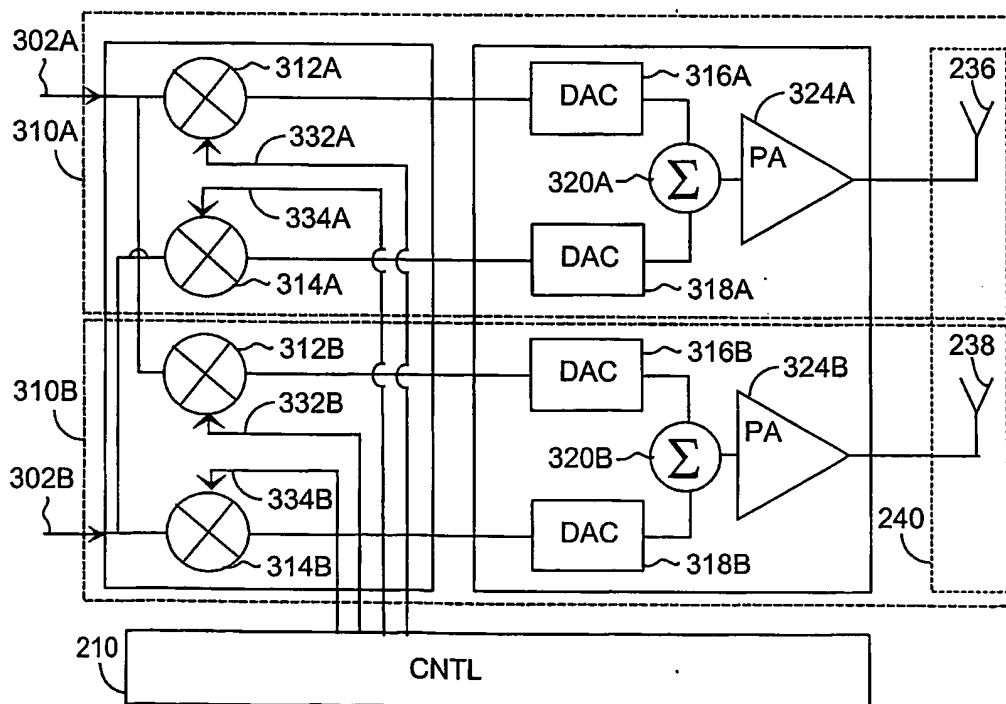 302A
312A
DAC
316A
324A
236
310A
332A
320A
Σ
PA
334A
314A
DAC
318A
312B
316B
238
DAC
324B
310B
332B
PA
302B
334B
320B
Σ
240
DAC
314B
318B
210
CNTL